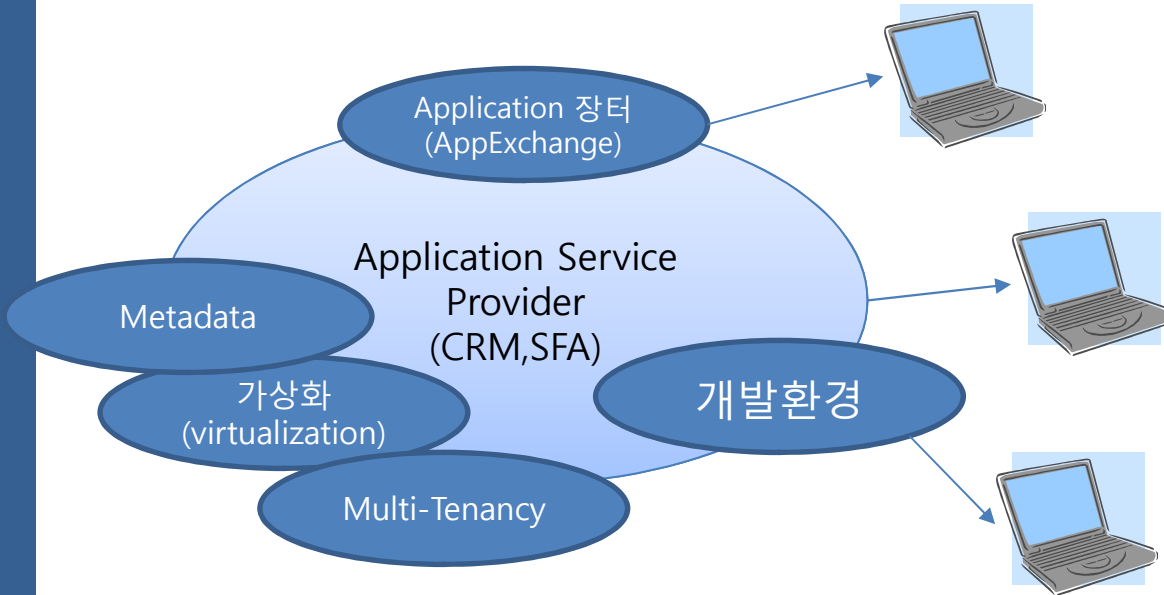 Application 장터
(AppExchange)
Application Service
Provider
(CRM,SFA)
Metadata
가상화
(virtualization)
개발환경
Multi-Tenancy